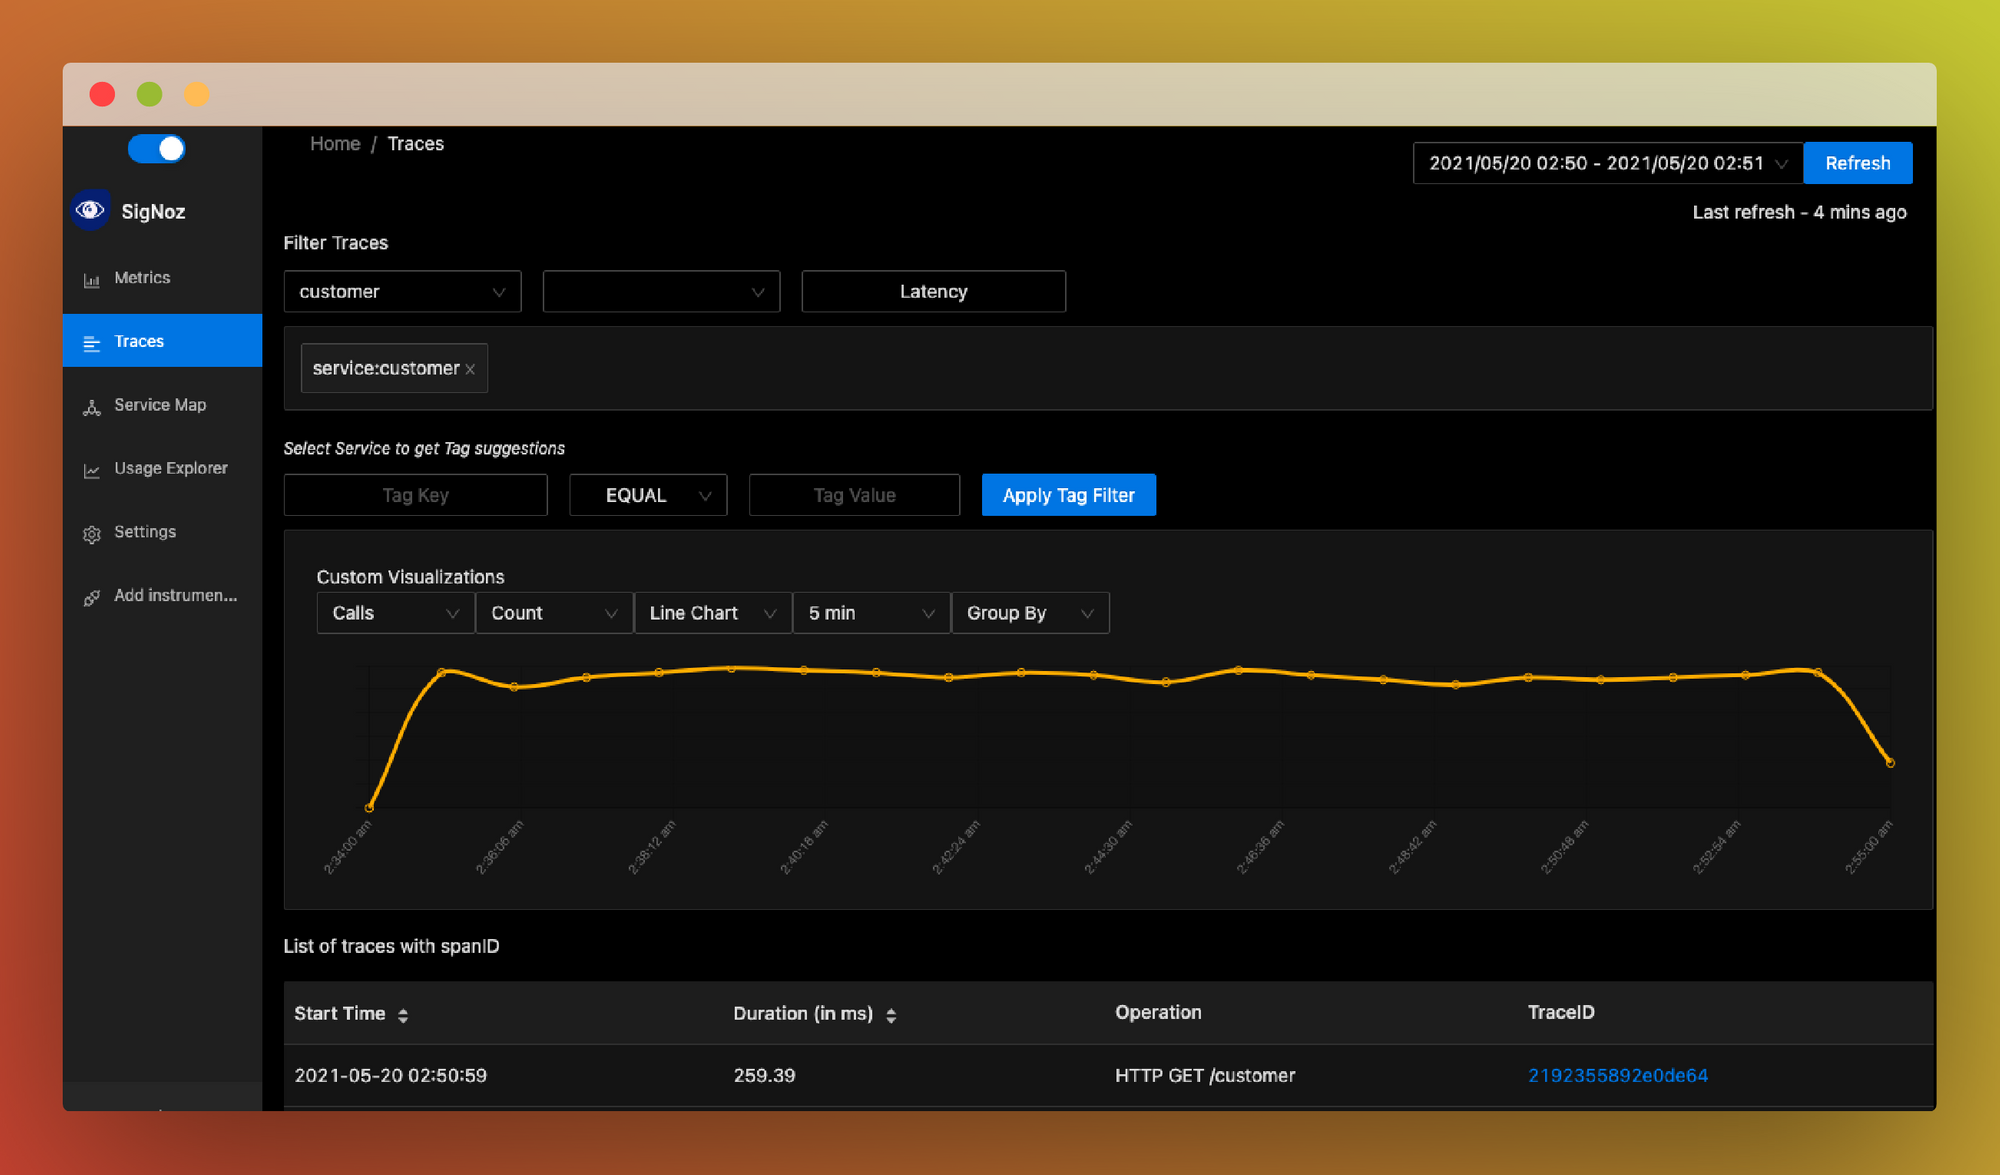 Home / Traces
2021/05/20 02:50 - 2021/05/20 02:51
Refresh
Last refresh - 4 mins ago
SigNoz
Metrics
Traces
Service Map
Usage Explorer
Settings
Add instrumen...
Filter Traces
customer
Latency
service:customer ×
Select Service to get Tag suggestions
Tag Key
EQUAL
Tag Value
Apply Tag Filter
Custom Visualizations
Calls
Count
Line Chart
5 min
Group By
2:34:00 am
2:36:06 am
2:38:12 am
2:40:18 am
2:42:24 am
2:44:30 am
2:46:36 am
2:48:42 am
2:50:48 am
2:52:54 am
2:55:00 am
List of traces with spanID
Start Time Duration (in ms) Operation TraceID
2021-05-20 02:50:59 259.39 HTTP GET /customer 2192355892e0de64